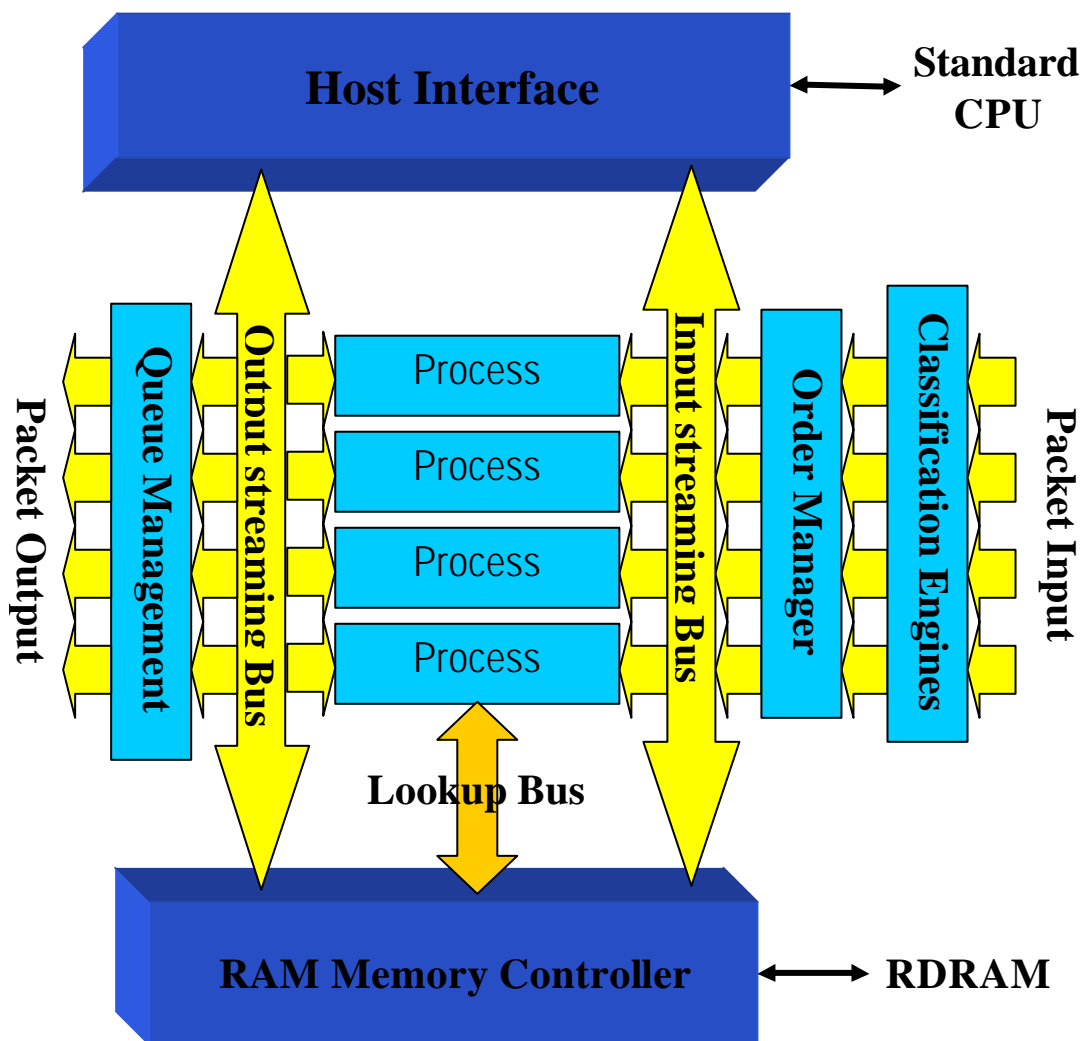 Host Interface
Standard
CPU
Packet Output
Queue Management
Output streaming Bus
Process
Process
Process
Process
Input streaming Bus
Order Manager
Classification Engines
Packet Input
Lookup Bus
RAM Memory Controller
RDRAM